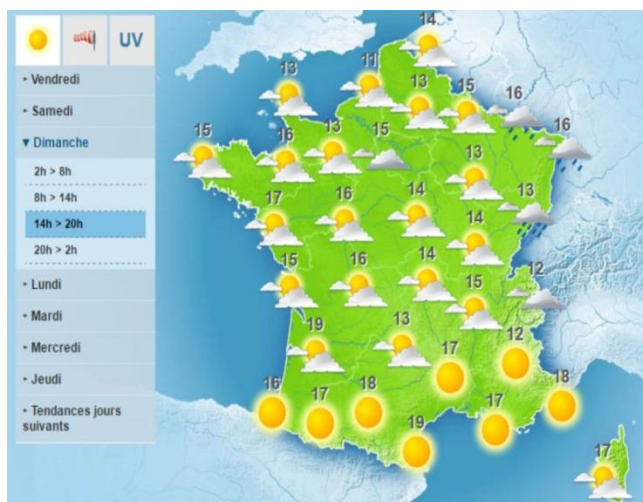 UV
Vendredi
Samedi
Dimanche
2h > 8h
8h > 14h
14h > 20h
20h > 2h
Lundi
Mardi
Mercredi
Jeudi
Tendances jours
suivants
14
13 11 13 15 16
16
15 16 13 15
13
17 16 14 13
14
15 16 14 15 12
19 13
17 12
16 17 18 18
19 17
17